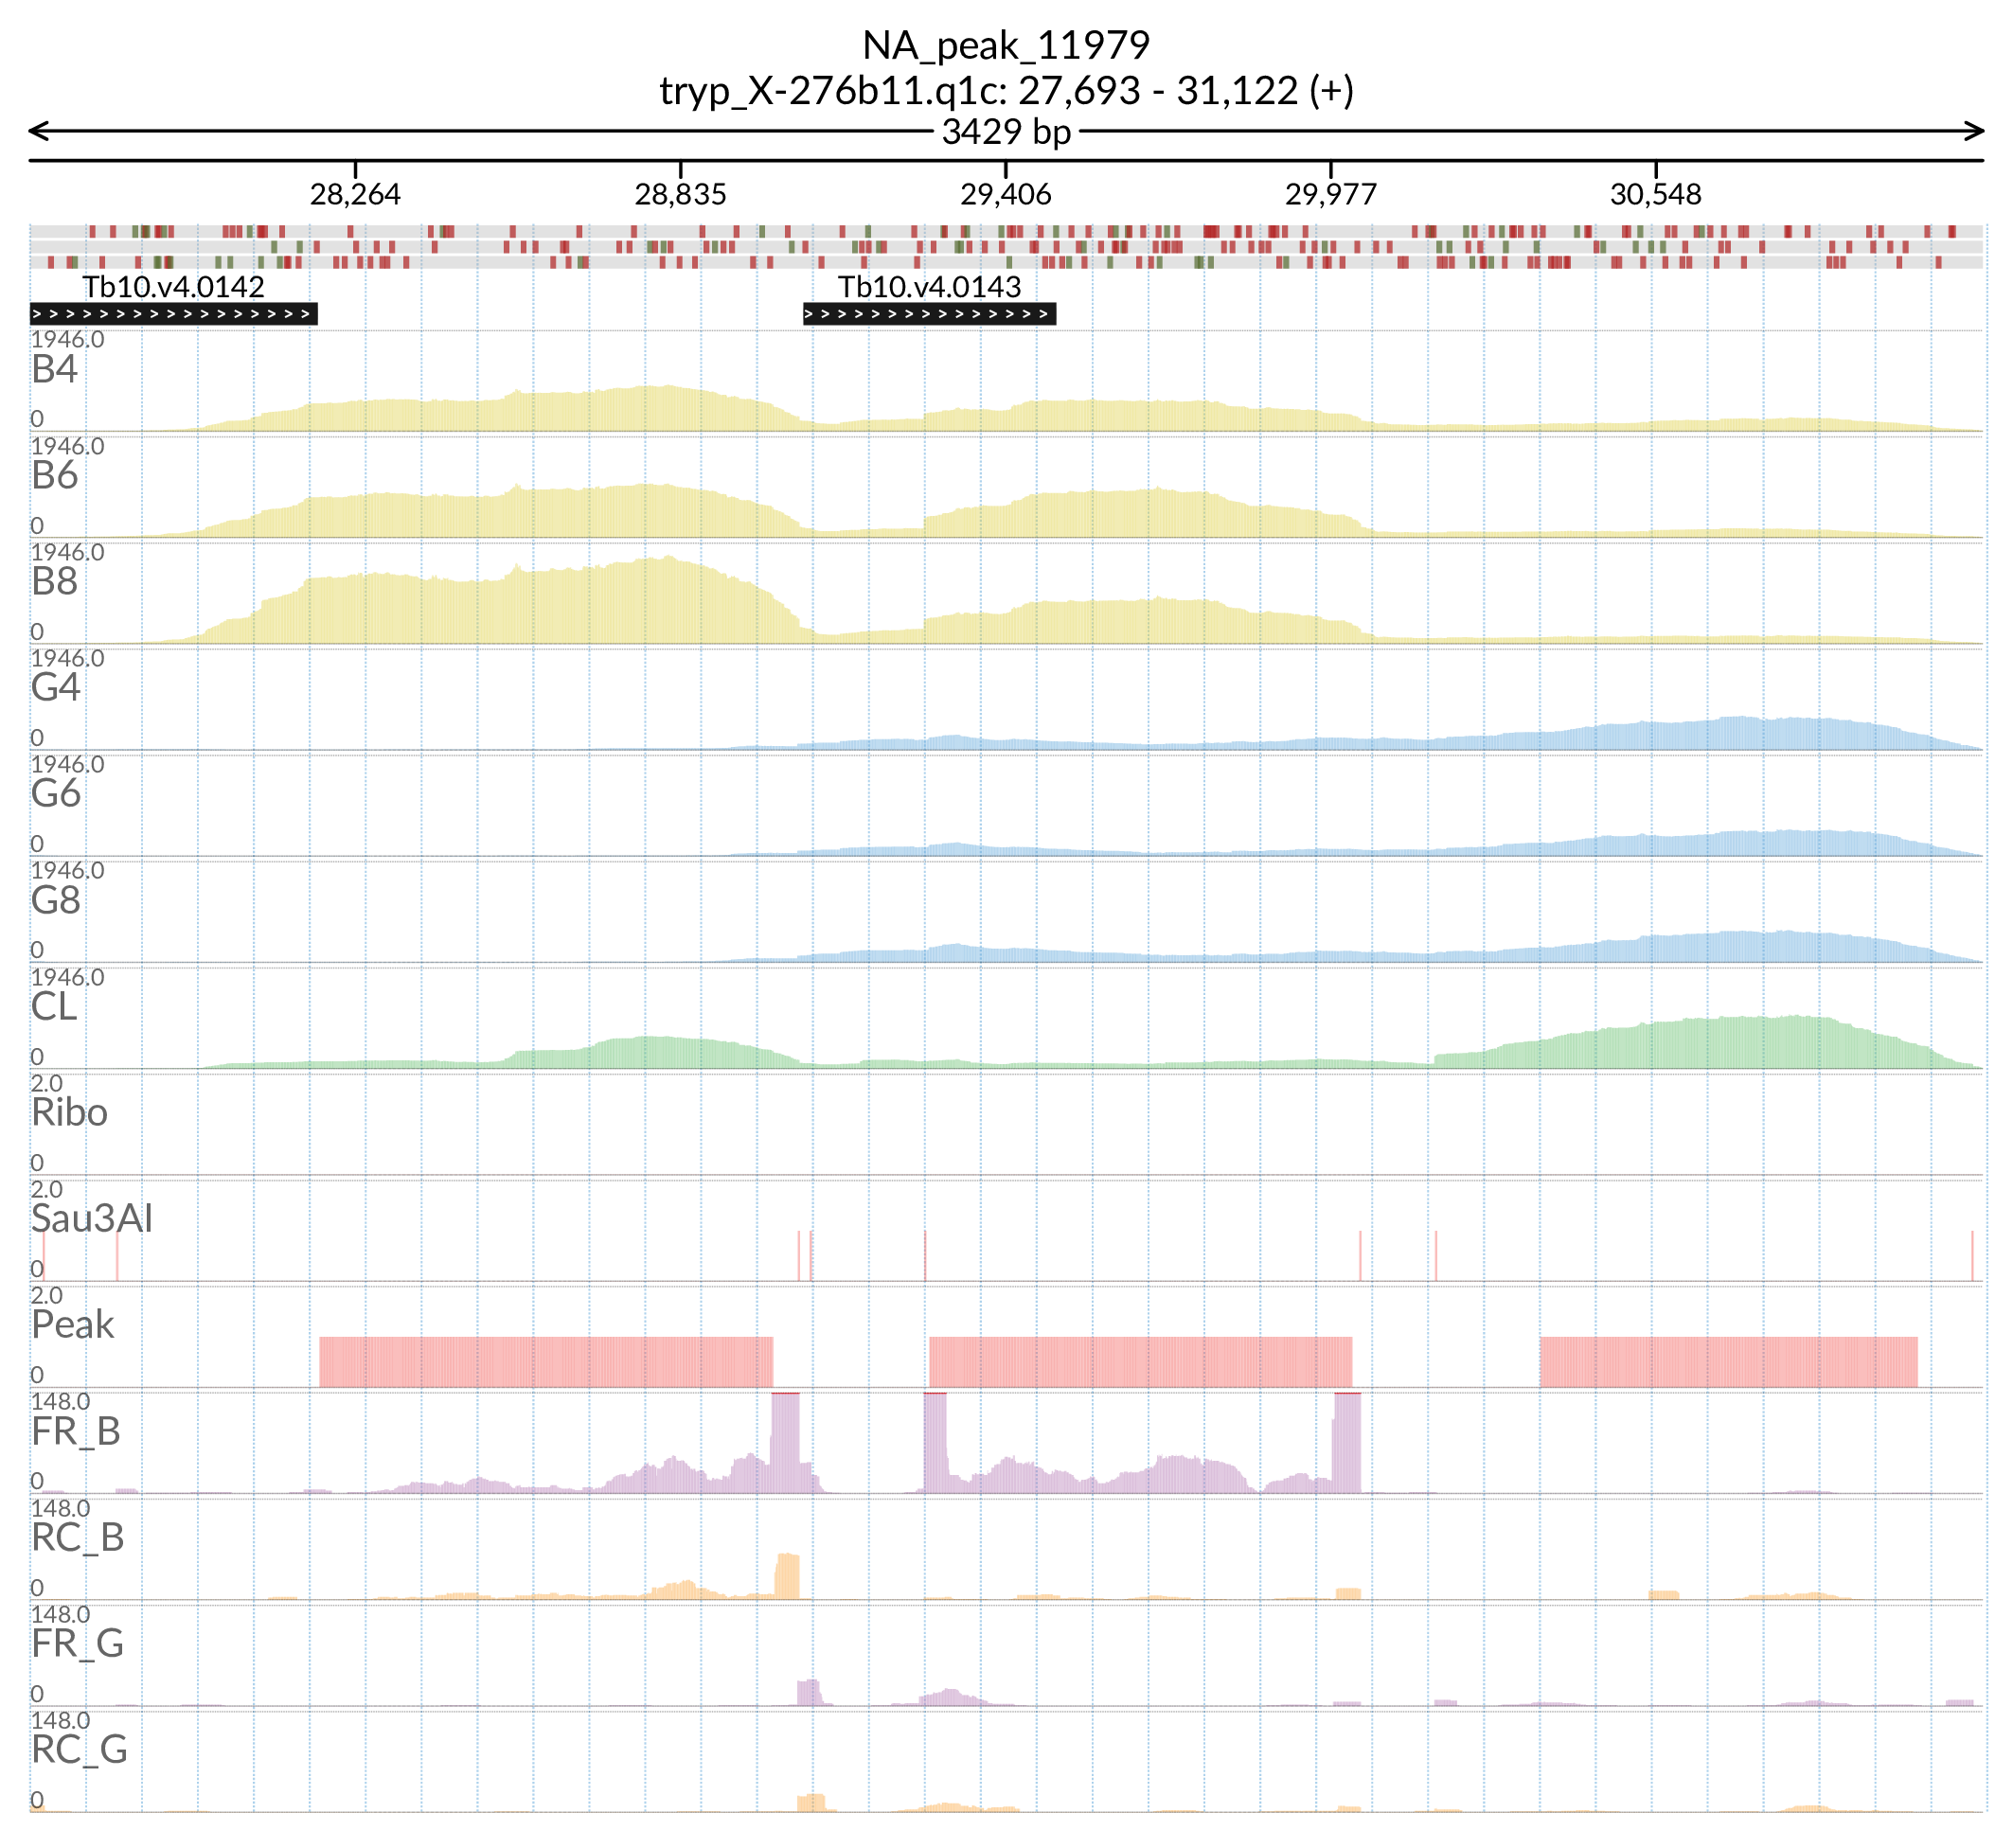 NA_peak_11979
tryp_X-276b11.q1c: 27,693 - 31,122 (+)
3429 bp
28,264 28,835 29,406 29,977 30,548
Tb10.v4.0142 Tb10.v4.0143
1946.0
B4
0
1946.0
B6
0
1946.0
B8
0
1946.0
G4
0
1946.0
G6
0
1946.0
G8
0
1946.0
CL
0
2.0
Ribo
0
2.0
Sau3AI
0
2.0
Peak
0
148.0
FR_B
0
148.0
RC_B
0
148.0
FR_G
0
148.0
RC_G
0